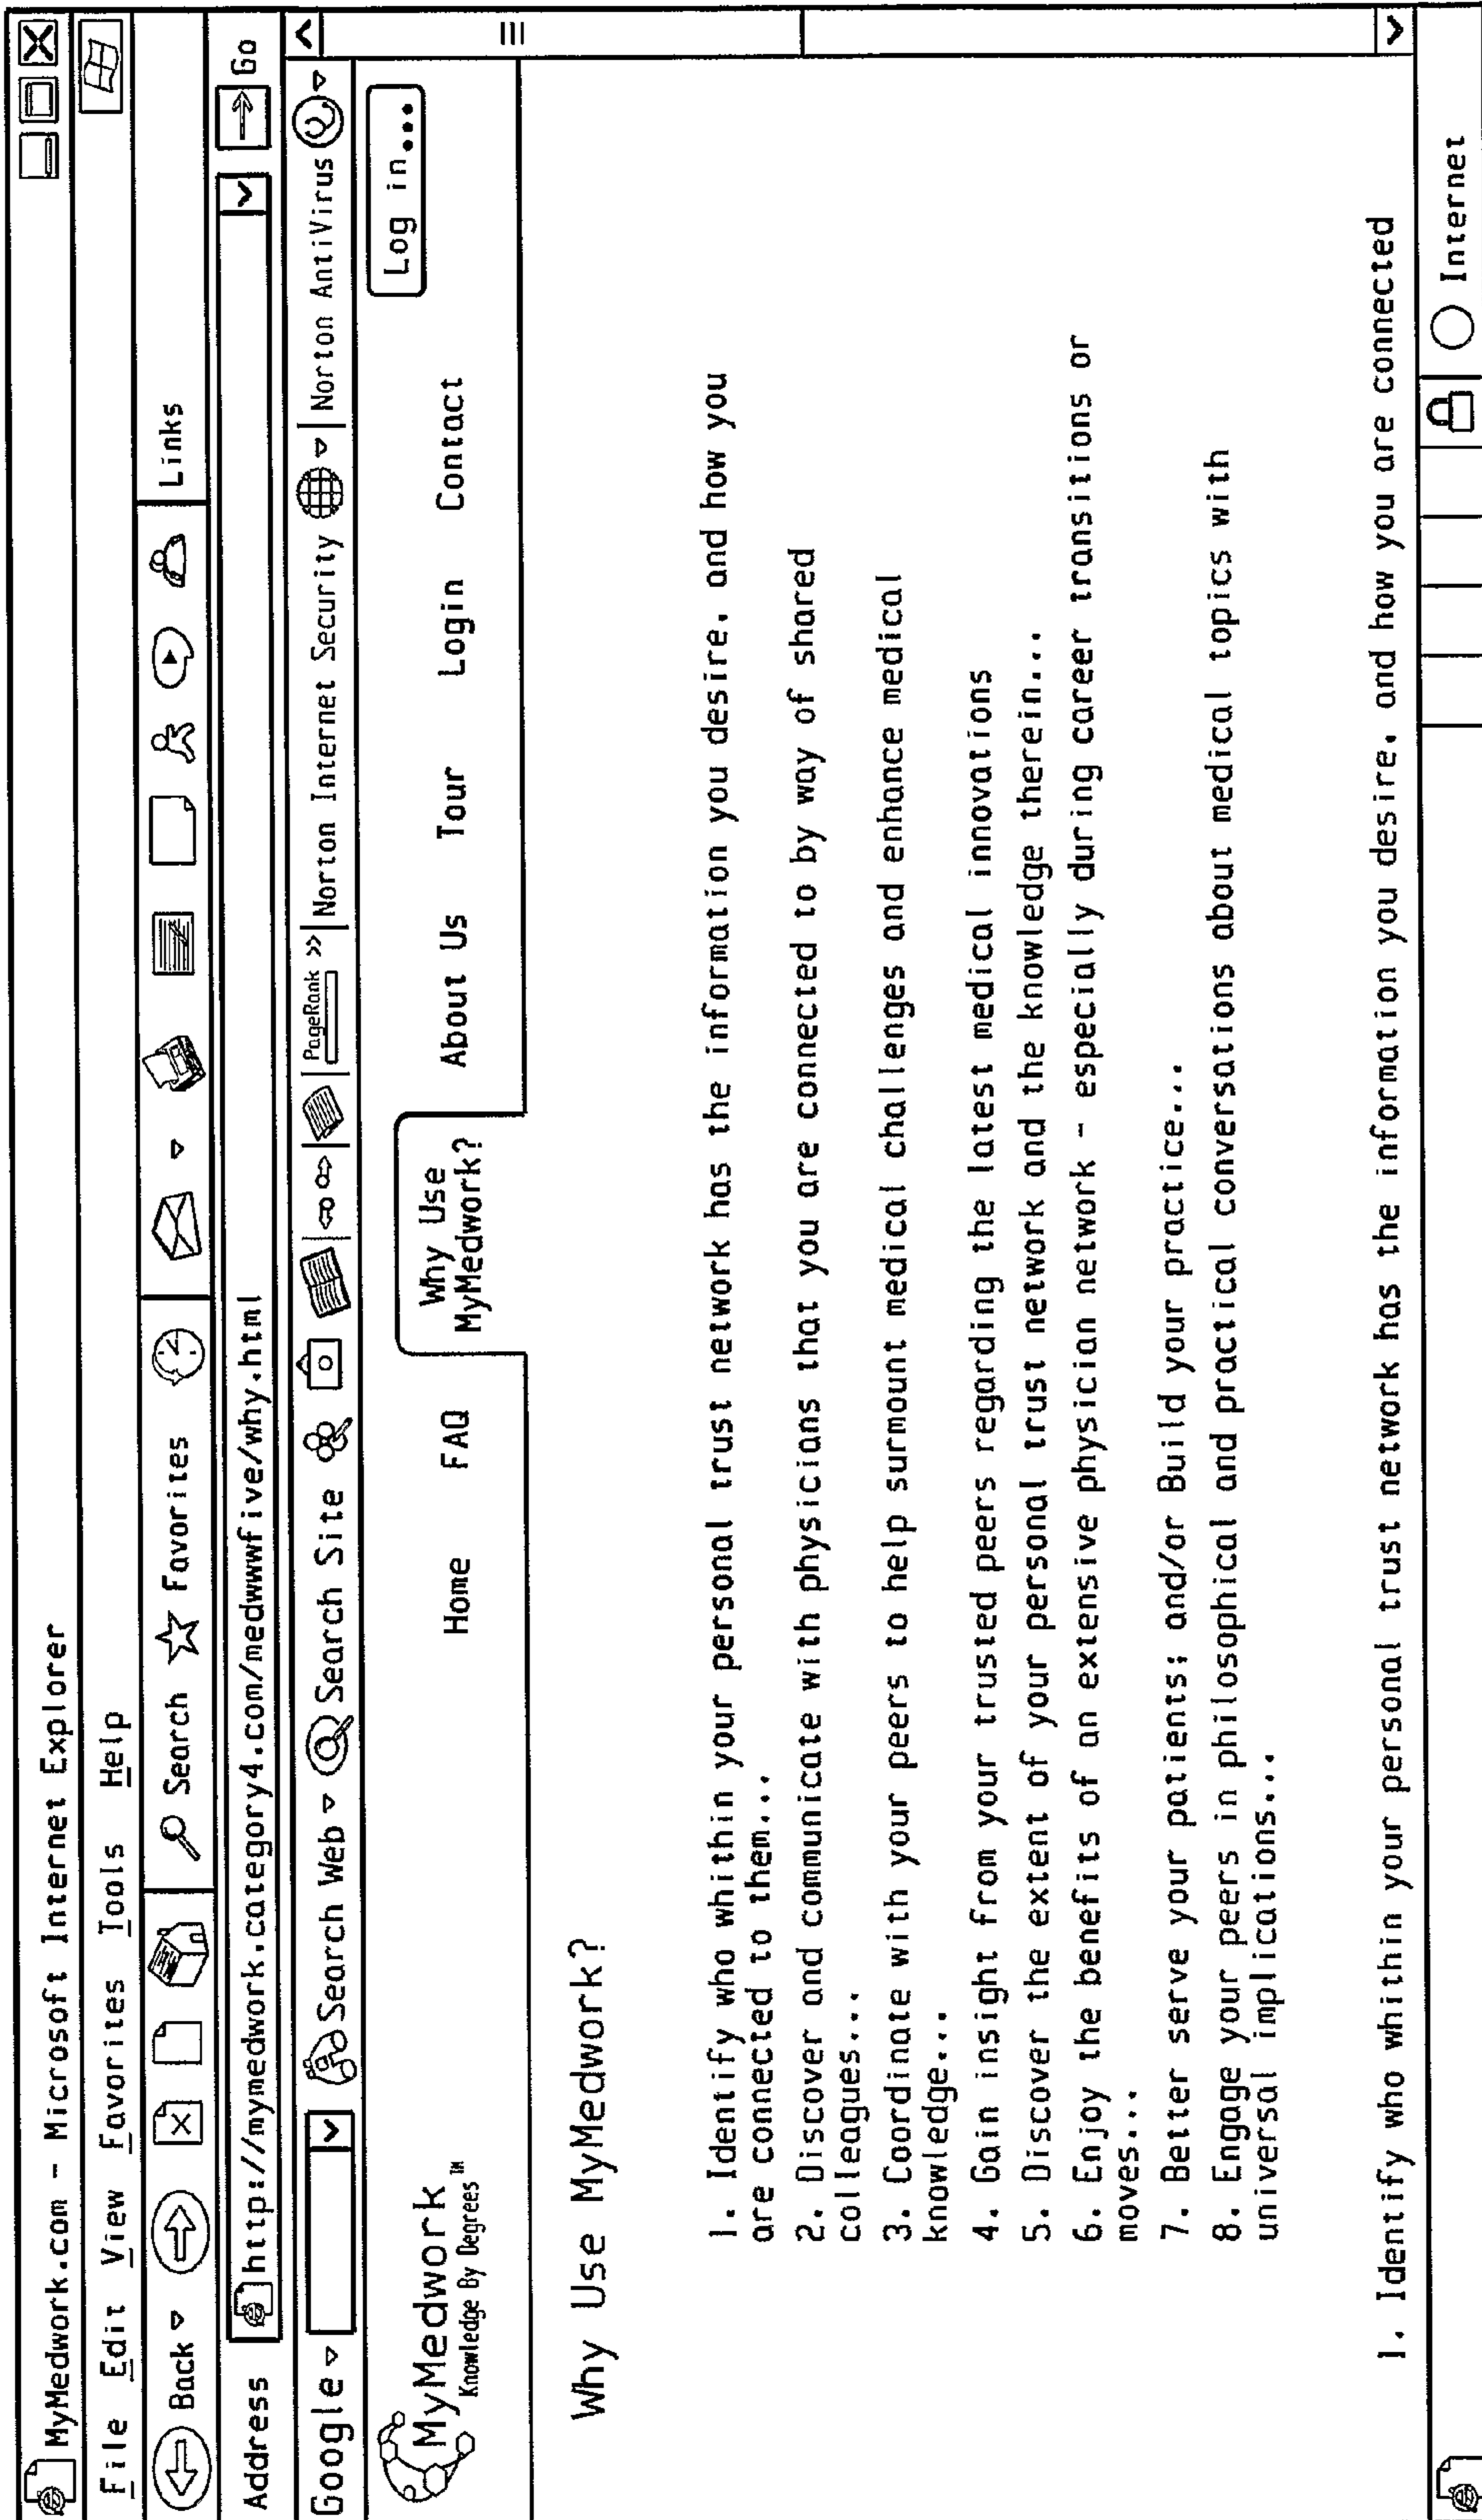 MyMedwork.com - Microsoft Internet Explorer
File Edit View Favorites Tools Help
Back Search Favorites Links
Address http://mymedwork.category4.com/medwwwfive/why.html Go
Google Search Web Search Site PageRank >> Norton Internet Security Norton AntiVirus
MyMedwork
Knowledge By Degrees™
Log in...
Home FAQ Why Use MyMedwork? About Us Tour Login Contact
Why Use MyMedwork?
1. Identify who whithin your personal trust network has the information you desire, and how you
are connected to them...
2. Discover and communicate with physicians that you are connected to by way of shared
colleagues...
3. Coordinate with your peers to help surmount medical challenges and enhance medical
knowledge...
4. Gain insight from your trusted peers regarding the latest medical innovations
5. Discover the extent of your personal trust network and the knowledge therein...
6. Enjoy the benefits of an extensive physician network - especially during career transitions or
moves...
7. Better serve your patients; and/or Build your practice...
8. Engage your peers in philosophical and practical conversations about medical topics with
universal implications...
1. Identify who whithin your personal trust network has the information you desire, and how you are connected
Internet